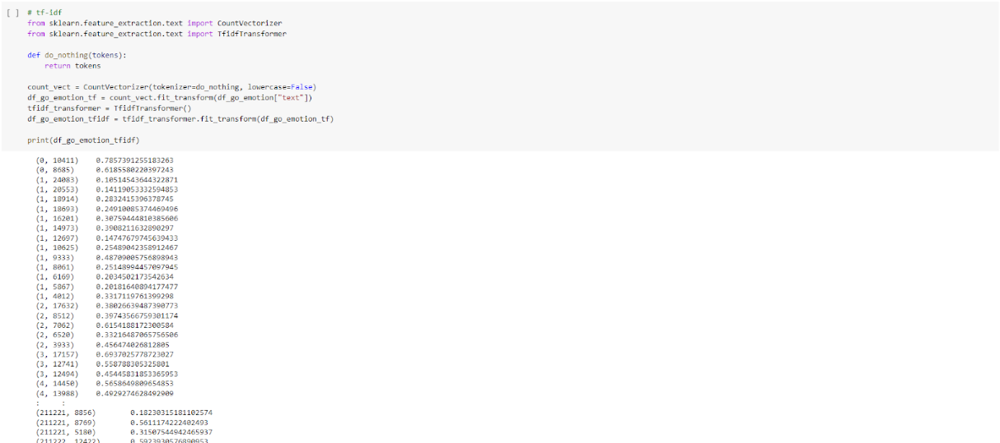 [ ] # tf-idf
from sklearn.feature_extraction.text import CountVectorizer
from sklearn.feature_extraction.text import TfidfTransformer
def do_nothing(tokens):
return tokens
count_vect = CountVectorizer(tokenizer=do_nothing, lowercase=False)
df_go_emotion_tf = count_vect.fit_transform(df_go_emotion["text"])
tfidf_transformer = TfidfTransformer()
df_go_emotion_tfidf = tfidf_transformer.fit_transform(df_go_emotion_tf)
print(df_go_emotion_tfidf)
(0, 10411) 0.7857391255183263
(0, 8685) 0.6185580220397243
(1, 24083) 0.10514543644322871
(1, 20553) 0.14119053332594853
(1, 18914) 0.2832415396378745
(1, 18693) 0.24910085374469496
(1, 16201) 0.30759444810385606
(1, 14973) 0.3908211632890297
(1, 12697) 0.14747679745639433
(1, 10625) 0.25489042358912467
(1, 9333) 0.48709005756898943
(1, 8061) 0.25148994457097945
(1, 6169) 0.2034502173542634
(1, 5867) 0.20181640894177477
(1, 4012) 0.3317119761399298
(2, 17632) 0.38026639487390773
(2, 8512) 0.39743566759301174
(2, 7062) 0.6154188172300584
(2, 6520) 0.33216487065756506
(2, 3933) 0.456474026812805
(3, 17157) 0.6937025778723027
(3, 12741) 0.558788305325801
(3, 12494) 0.45445831853365953
(4, 14450) 0.5658649809654853
(4, 13988) 0.4929274628492909
: :
(211221, 8856) 0.18230315181102574
(211221, 8769) 0.5611174222402493
(211221, 5180) 0.31507544942465937
(211222, 12422) 0.5923930576890953